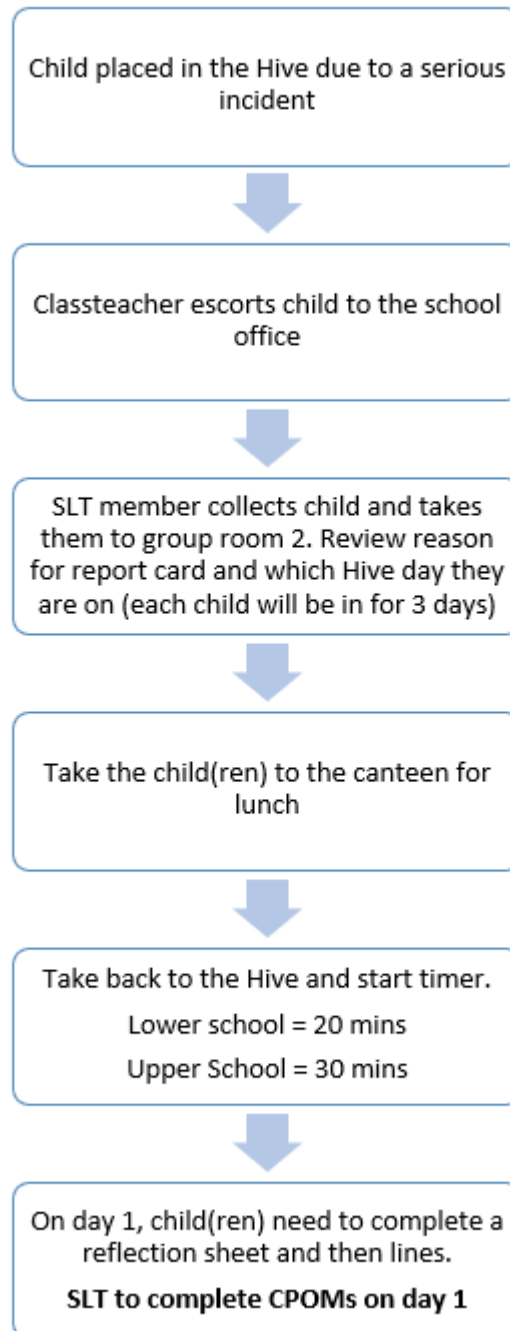 Child placed in the Hive due to a serious
incident
Classteacher escorts child to the school
office
SLT member collects child and takes
them to group room 2. Review reason
for report card and which Hive day they
are on (each child will be in for 3 days)
Take the child(ren) to the canteen for
lunch
Take back to the Hive and start timer.
Lower school = 20 mins
Upper School = 30 mins
On day 1, child(ren) need to complete a
reflection sheet and then lines.
SLT to complete CPOMs on day 1